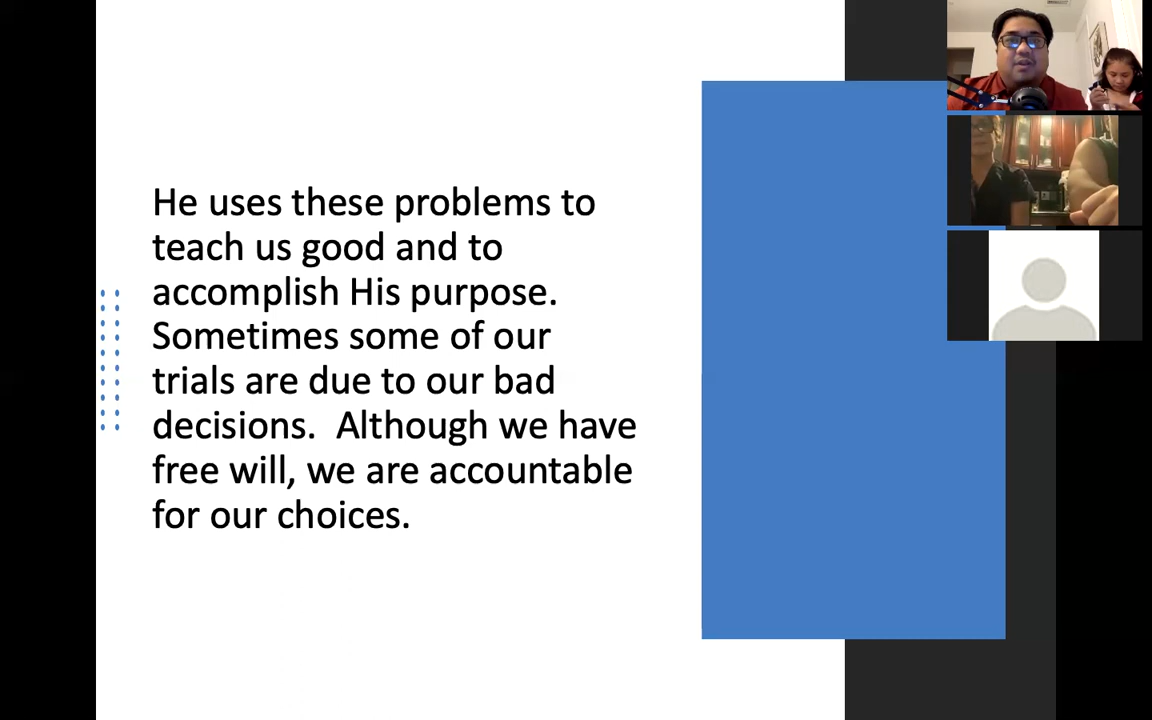 He uses these problems to
teach us good and to
accomplish His purpose.
Sometimes some of our
trials are due to our bad
decisions.  Although we have
free will, we are accountable
for our choices.